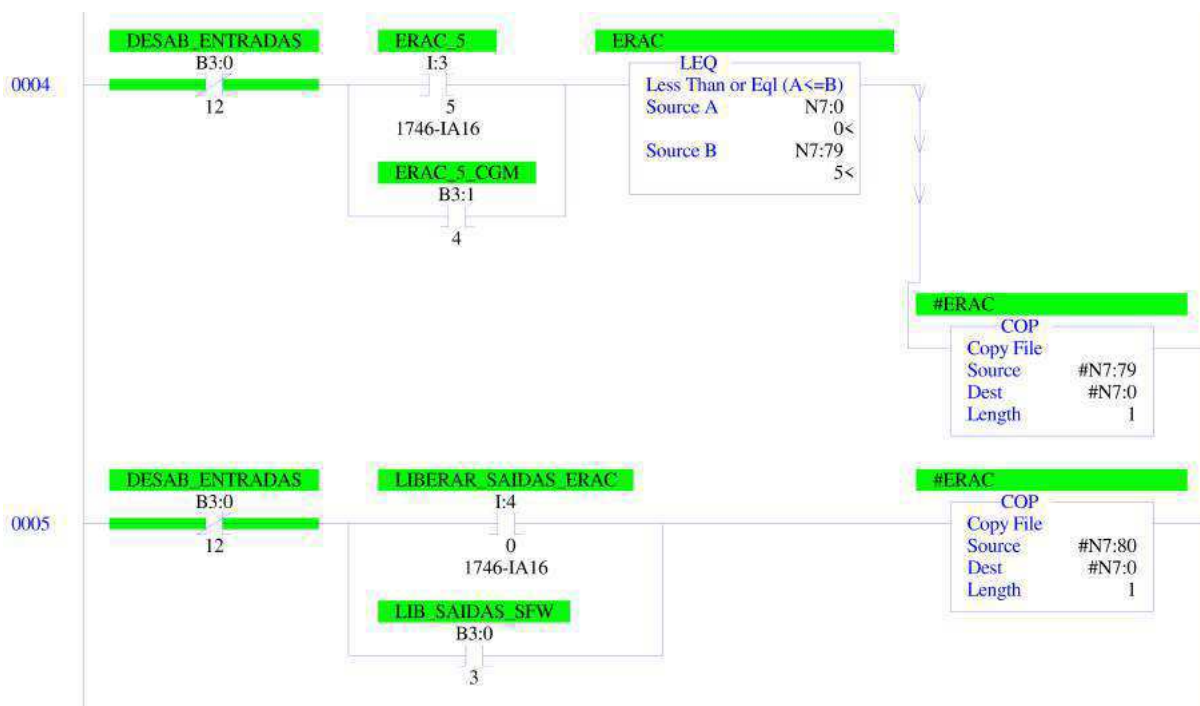 DESAB_ENTRADAS
B3:0
12
ERAC_5
I:3
5
1746-IA16
ERAC_5_CGM
B3:1
4
ERAC
LEQ
Less Than or Eql (A<=B)
Source A N7:0
0<
Source B N7:79
5<
0004
#ERAC
COP
Copy File
Source #N7:79
Dest #N7:0
Length 1
0005
DESAB_ENTRADAS
B3:0
12
LIBERAR_SAIDAS_ERAC
I:4
0
1746-IA16
LIB_SAIDAS_SFW
B3:0
3
#ERAC
COP
Copy File
Source #N7:80
Dest #N7:0
Length 1